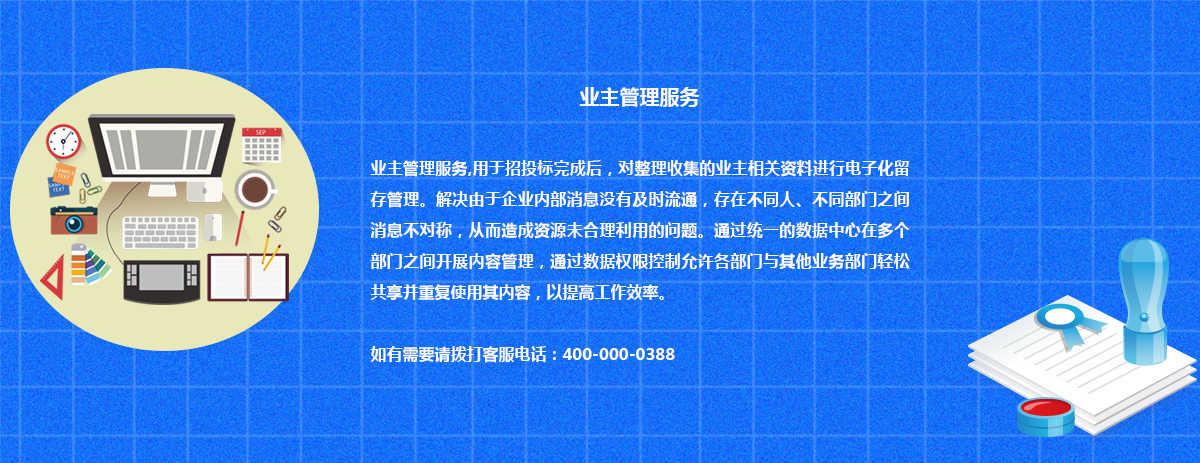 业主管理服务
业主管理服务,用于招投标完成后，对整理收集的业主相关资料进行电子化留
存管理。解决由于企业内部消息没有及时流通，存在不同人、不同部门之间
消息不对称，从而造成资源未合理利用的问题。通过统一的数据中心在多个
部门之间开展内容管理，通过数据权限控制允许各部门与其他业务部门轻松
共享并重复使用其内容，以提高工作效率。
如有需要请拨打客服电话：400-000-0388
SEP
SAMPLE TEXT
SAMPLE TEXT